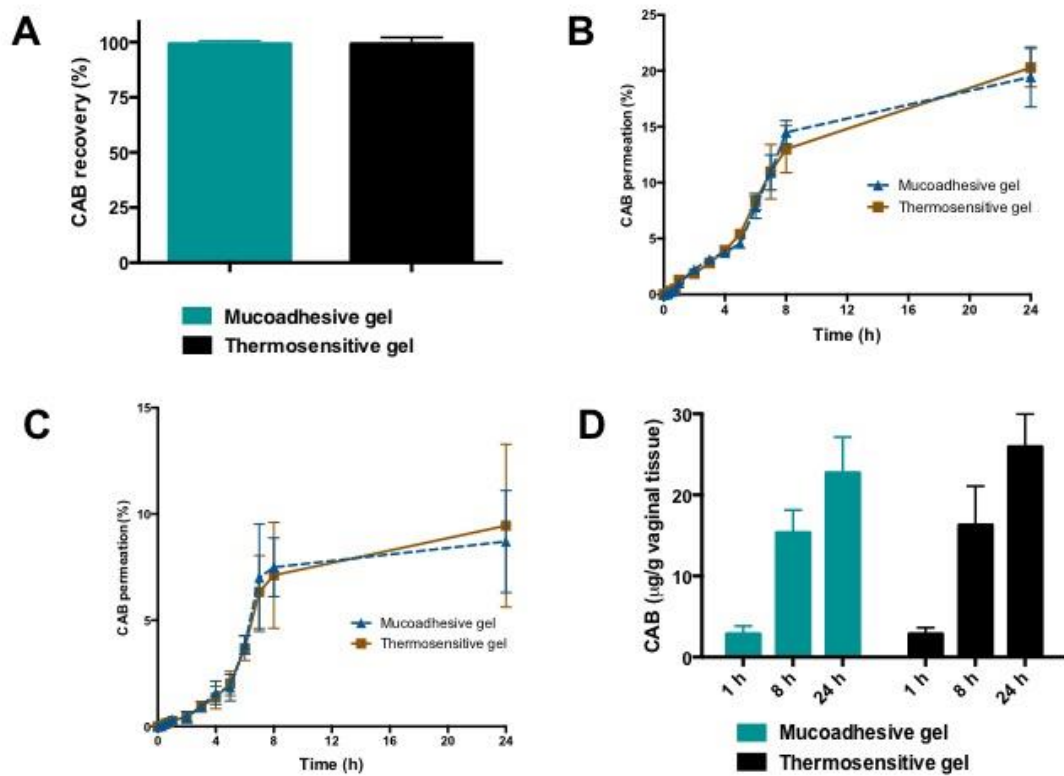 A
CAB recovery (%)
100
75
50
25
0
Mucoadhesive gel
Thermosensitive gel
B
CAB permeation (%)
25
20
15
10
5
0
Mucoadhesive gel
Thermosensitive gel
0 4 8 12 16 20 24
Time (h)
C
CAB permeation (%)
15
10
5
0
Mucoadhesive gel
Thermosensitive gel
0 4 8 12 16 20 24
Time (h)
D
CAB (µg/g vaginal tissue)
30
20
10
0
1 h 8 h 24 h 1 h 8 h 24 h
Mucoadhesive gel
Thermosensitive gel